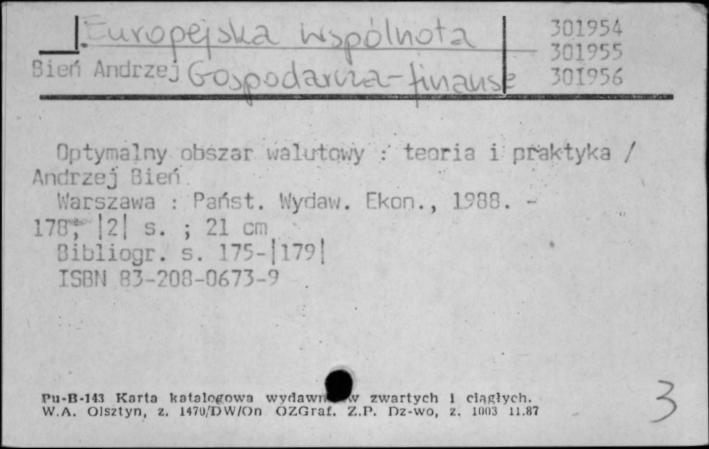 Europejska wspólnota 301954
301955
Bień Andrzej Gospodarcza-finanse 301956
Optymalny obszar walutowy : teoria i praktyka /
Andrzej Bień.
Warszawa : Państ. Wydaw. Ekon., 1988. -
178, |2| s. ; 21 cm
Bibliogr. s. 175-|179|
ISBN 83-208-0673-9
Pu-B-143 Karta katalogowa zwartych i ciągłych.
W.A. Olsztyn, z. 1470/DW/On OZGraf. Z.P. Dz-wo, z. 1003 11.87
3